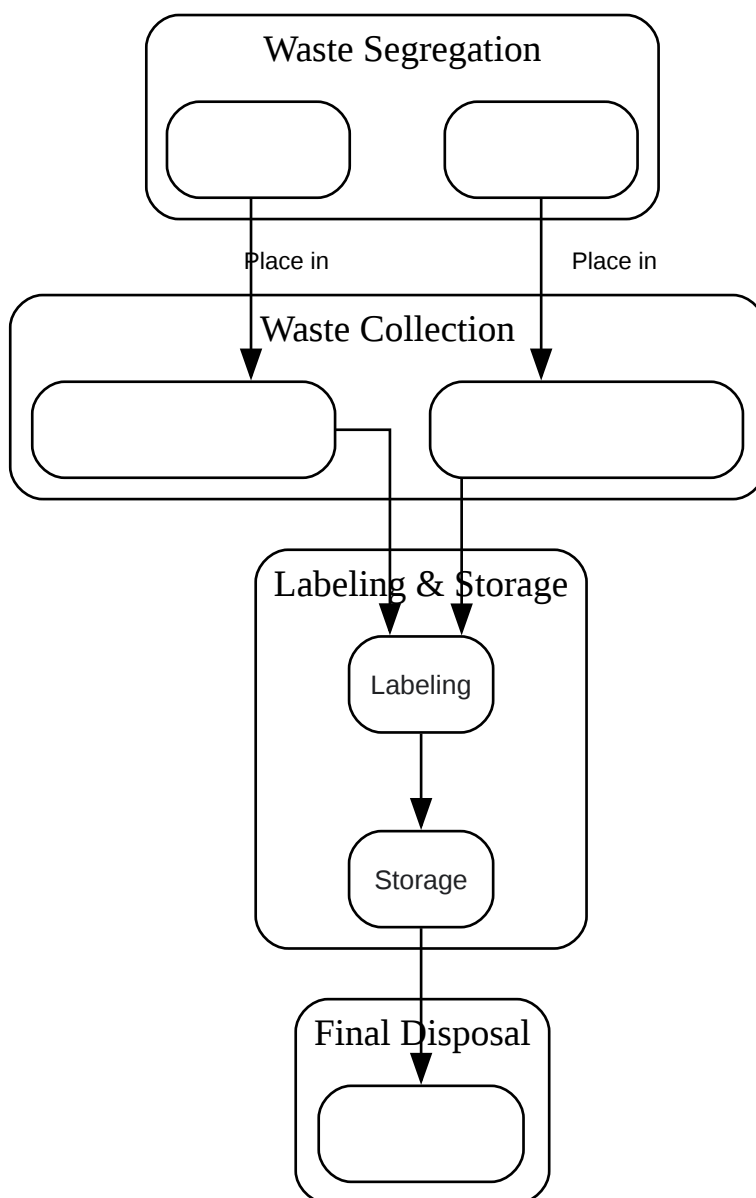 Waste Segregation
Place in
Place in
Waste Collection
Labeling & Storage
Labeling
Storage
Final Disposal